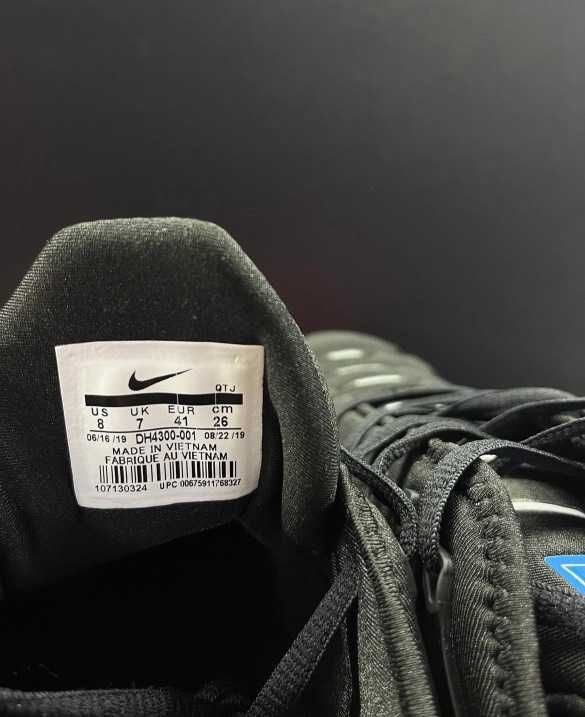 QTJ
US UK EUR cm
8 7 41 26
06/16 /19 DH4300-001 08/22 /19
MADE IN VIETNAM
FABRIQUE AU VIETNAM
107130324 UPC 00675911768327